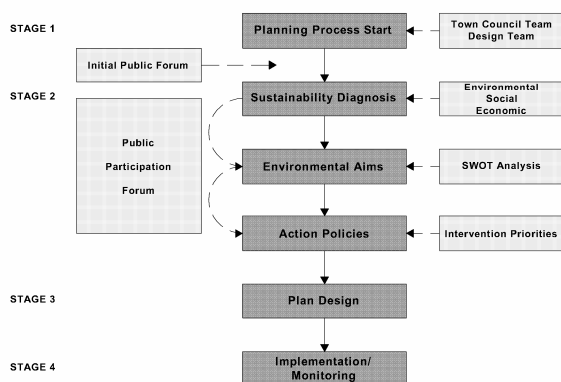 STAGE 1
Planning Process Start
Town Council Team
Design Team
Initial Public Forum
STAGE 2
Sustainability Diagnosis
Environmental
Social
Economic
Public
Participation
Forum
Environmental Aims
SWOT Analysis
Action Policies
Intervention Priorities
STAGE 3
Plan Design
STAGE 4
Implementation/
Monitoring